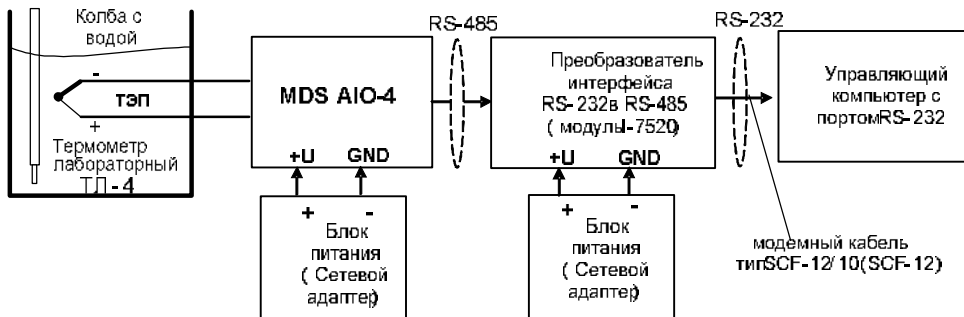 Колба с
водой
-
ТЭП
+
Термометр
лабораторный
ТЛ-4
MDS AIO-4
+U GND
+ -
Блок
питания
( Сетевой
адаптер)
RS-485
Преобразователь
интерфейса
RS-232в RS-485
( модулыI-7520)
+U GND
+ -
Блок
питания
( Сетевой
адаптер)
RS-232
Управляющий
компьютер с
портомRS-232
модемный кабель
типSCF-12/10(SCF-12)